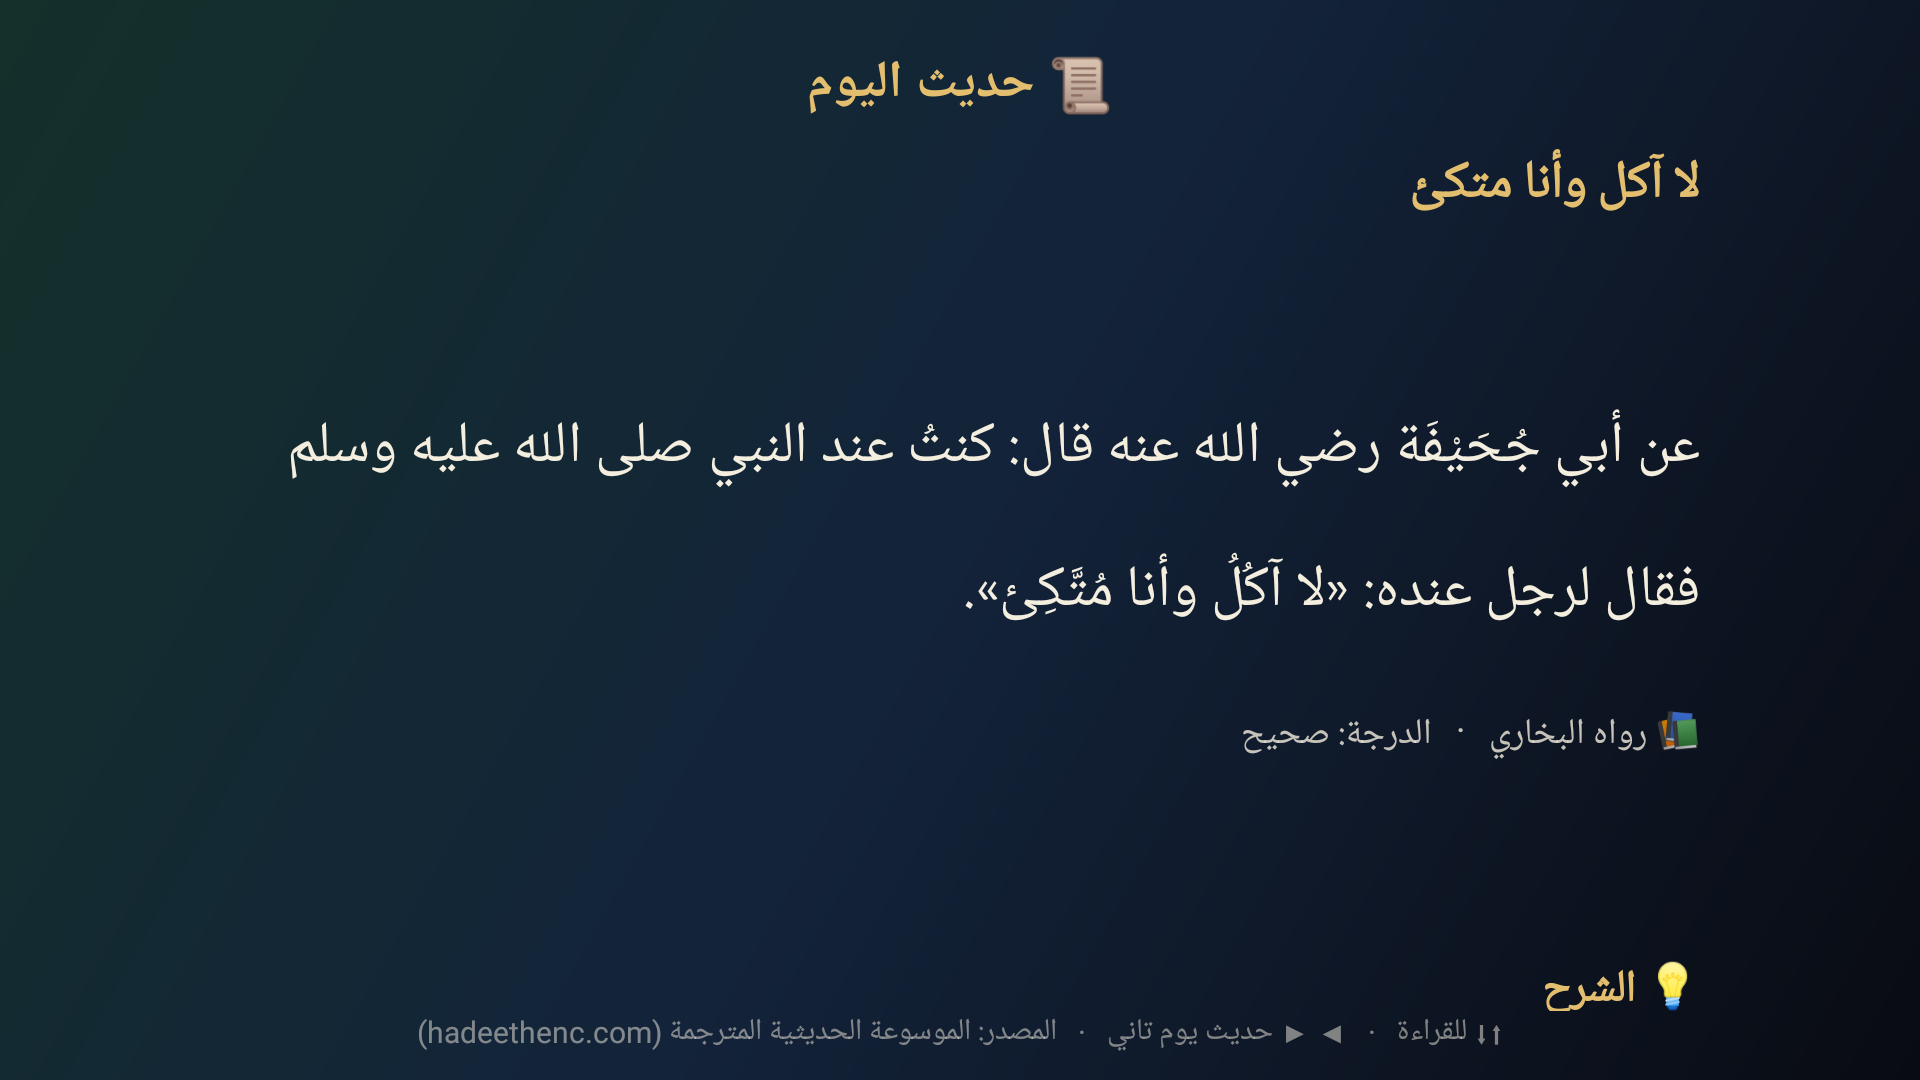 📜 حديث اليوم
لا آكل وأنا متكئ
عن أبي جُحَيْفَة رضي الله عنه قال: كنتُ عند النبي صلى الله عليه وسلم
فقال لرجل عنده: «لا آكُلُ وأنا مُتَّكِئ».
📚 رواه البخاري · الدرجة: صحيح
💡 الشرح
↑↓ للقراءة · ◀ ▶ حديث يوم تاني · المصدر: الموسوعة الحديثية المترجمة (hadeethenc.com)